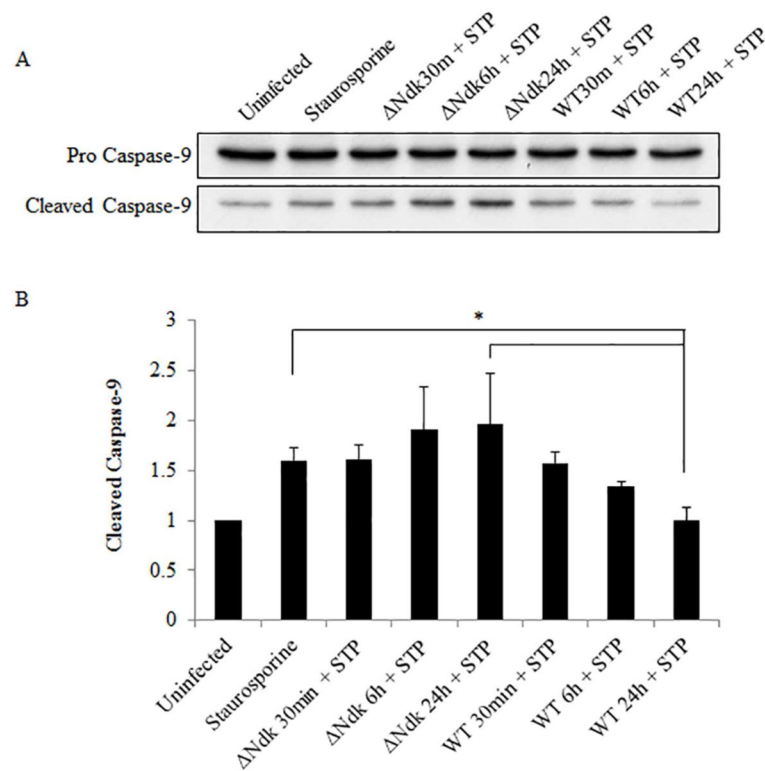 A
Uninfected
Staurosporine
ΔNdk30m + STP
ΔNdk6h + STP
ΔNdk24h + STP
WT30m + STP
WT6h + STP
WT24h + STP
Pro Caspase-9
Cleaved Caspase-9
B
Cleaved Caspase-9
3
2.5
2
1.5
1
0.5
0
*
Uninfected
Staurosporine
ΔNdk 30min + STP
ΔNdk 6h + STP
ΔNdk 24h + STP
WT 30min + STP
WT 6h + STP
WT 24h + STP